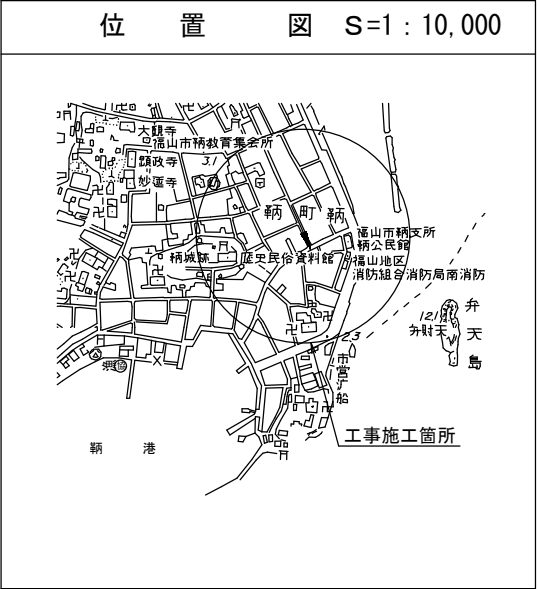 位置図 S=1:10,000
大観寺
福山市鞆教育集会所
顕政寺
3.1
妙蓮寺
鞆町鞆
福山市鞆支所
鞆公民館
福山地区
消防組合消防局南消防
鞆城跡
歴史民俗資料館
12.1
弁財天
弁天島
2.3
市営渡船
工事施工箇所
鞆港